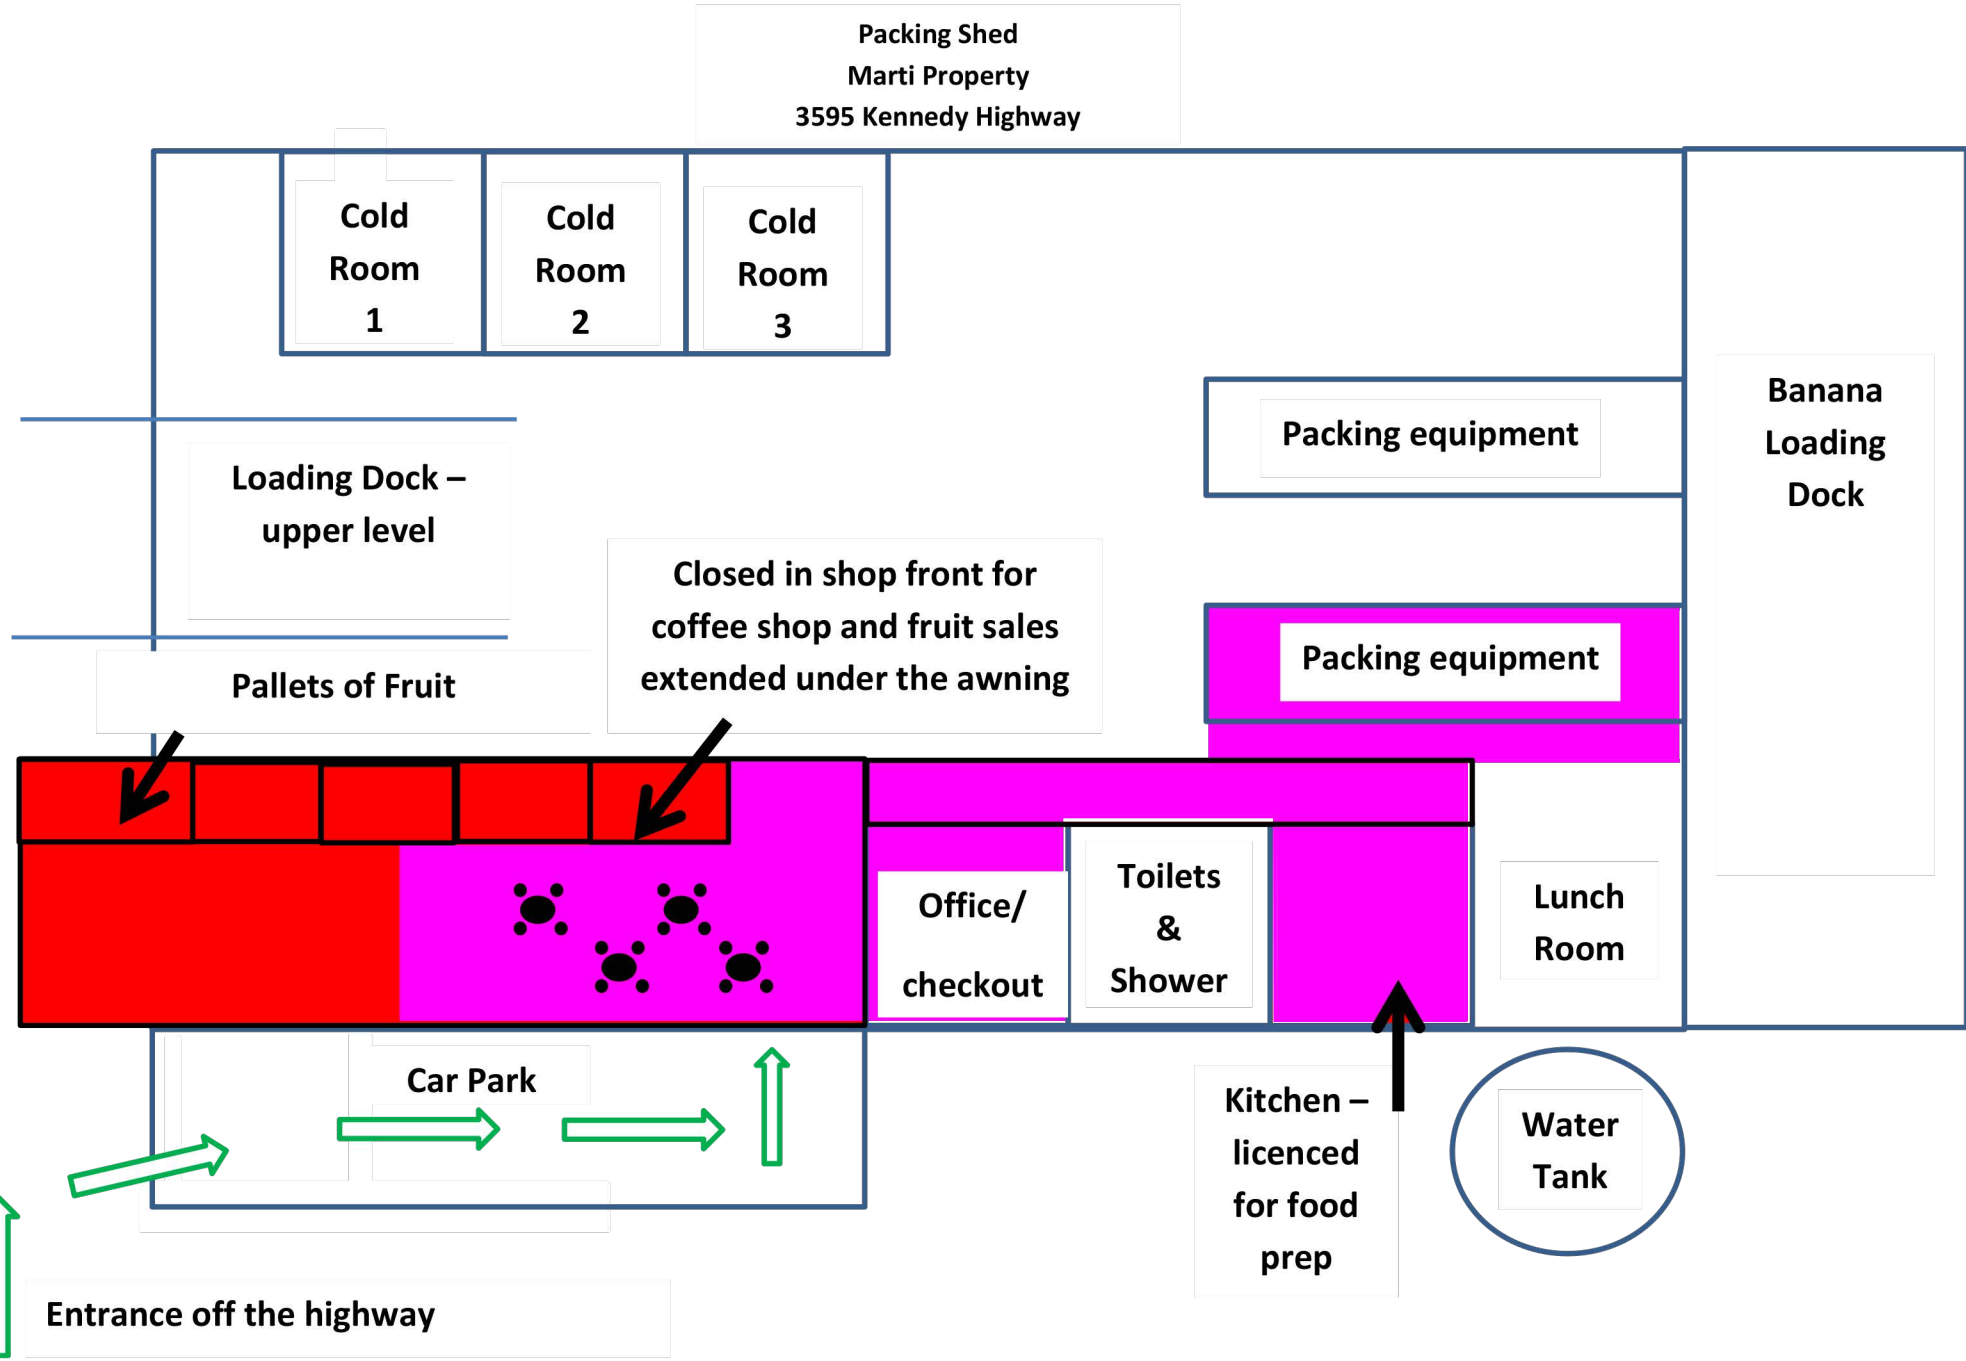 Packing Shed
Marti Property
3595 Kennedy Highway
Cold
Room
1
Cold
Room
2
Cold
Room
3
Banana
Loading
Dock
Packing equipment
Loading Dock –
upper level
Closed in shop front for
coffee shop and fruit sales
extended under the awning
Packing equipment
Pallets of Fruit
Office/
checkout
Toilets
&
Shower
Lunch
Room
Car Park
Kitchen –
licenced
for food
prep
Water
Tank
Entrance off the highway